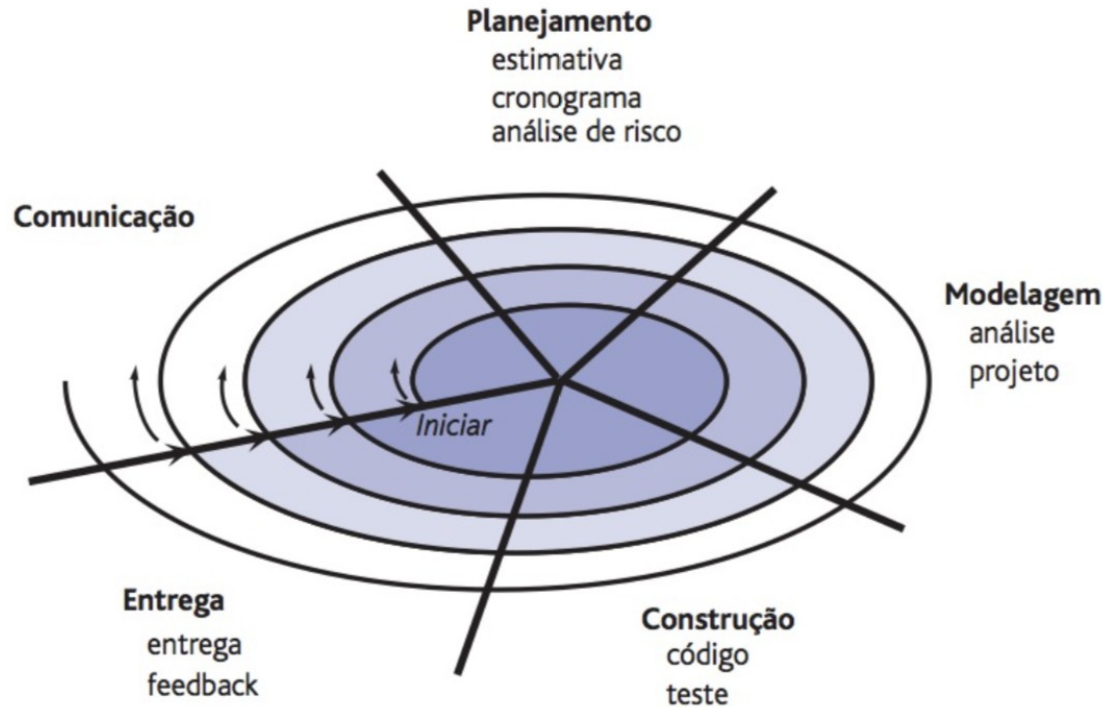 Planejamento
estimativa
cronograma
análise de risco
Comunicação
Modelagem
análise
projeto
Iniciar
Entrega
entrega
feedback
Construção
código
teste